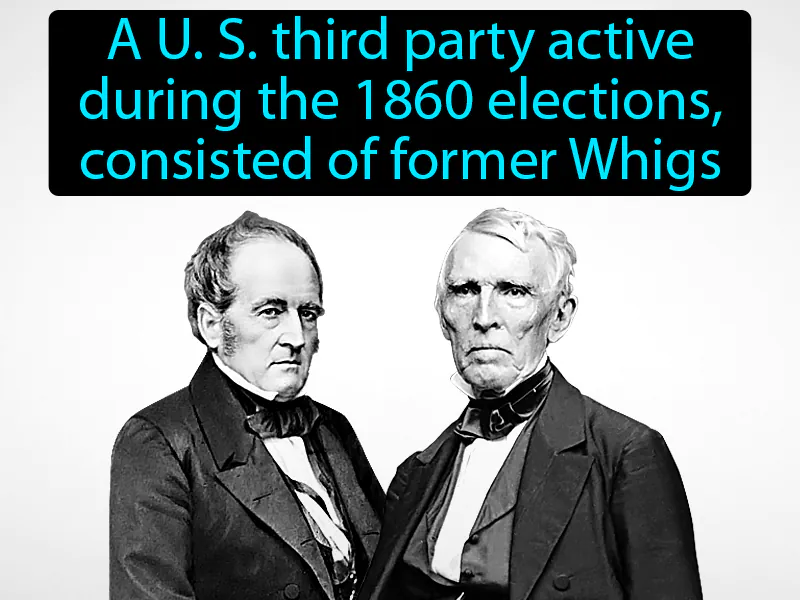 A U. S. third party active
during the 1860 elections,
consisted of former Whigs